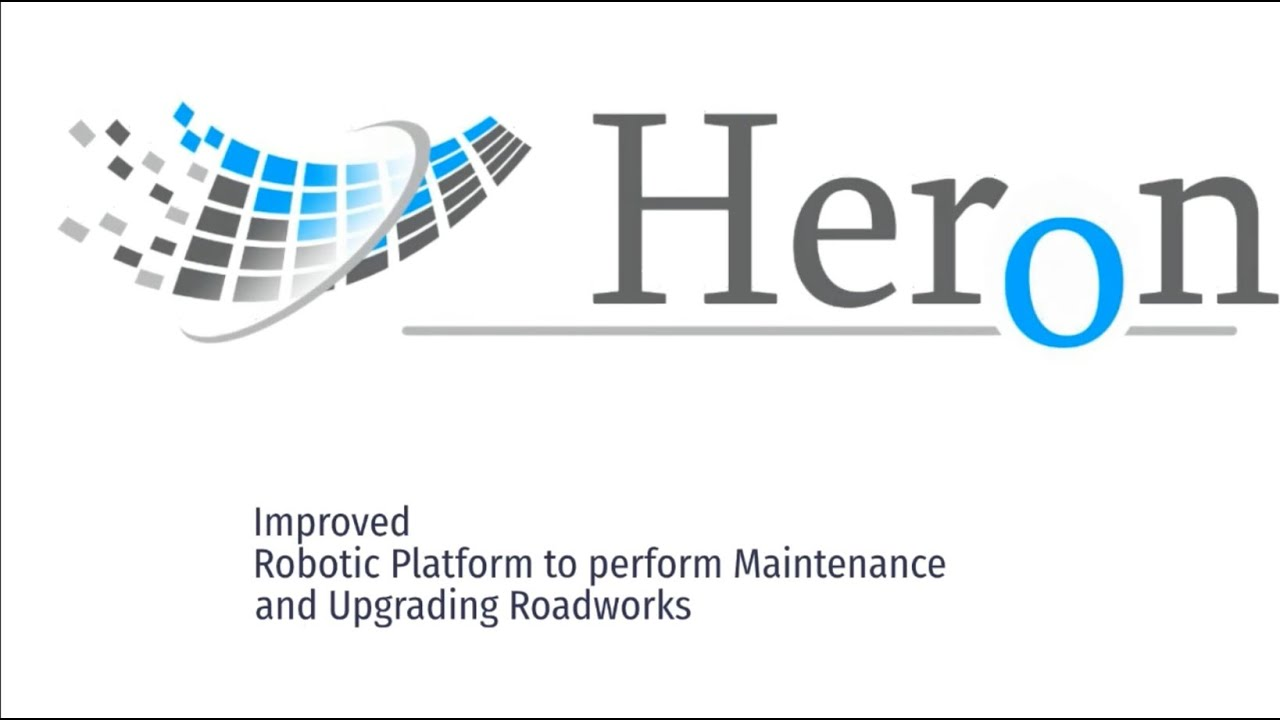 Heron
Improved
Robotic Platform to perform Maintenance
and Upgrading Roadworks